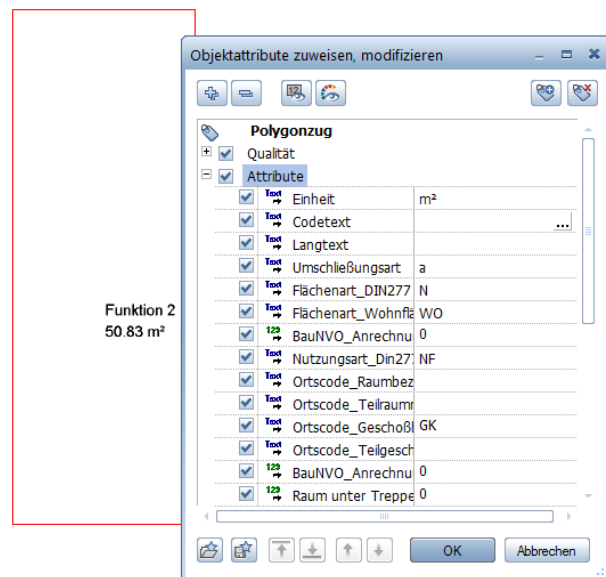 Objektattribute zuweisen, modifizieren
Polygonzug
Qualität
Attribute
Einheit m²
Codetext ...
Langtext
Umschließungsart a
Flächenart_DIN277 N
Flächenart_Wohnflä WO
BauNVO_Anrechnu 0
Nutzungsart_Din27 NF
Ortscode_Raumbez
Ortscode_Teilraum
Ortscode_Geschoß GK
Ortscode_Teilgesch
BauNVO_Anrechnu 0
Raum unter Treppe 0
OK Abbrechen
Funktion 2
50.83 m²